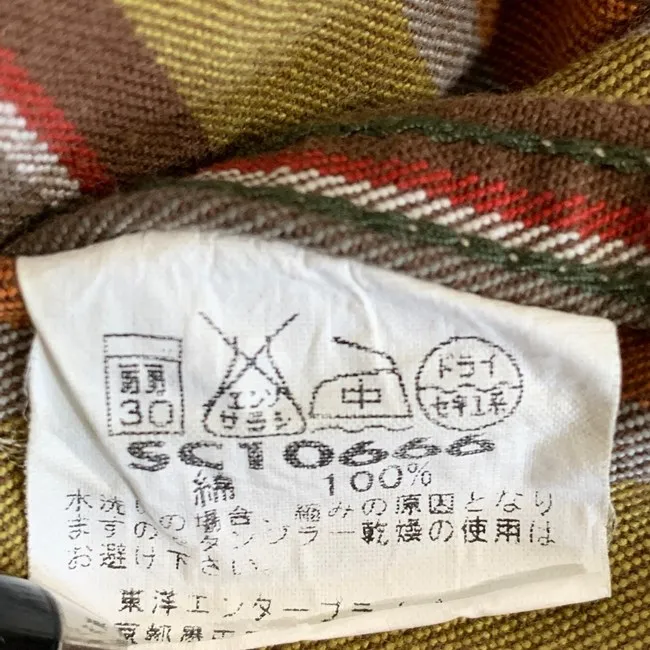 弱 30 エンソ サラシ 中 ドライ セキユ系
SC10666
綿 100%
水洗いの場合 縮みの原因となり
ますのでタンブラー乾燥の使用は
お避け下さい。
東洋エンタープ